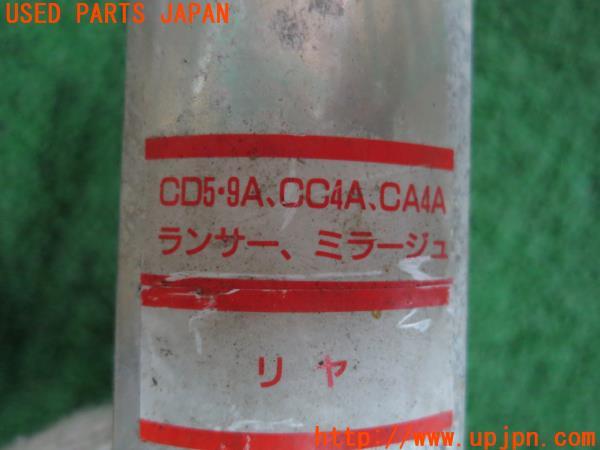 USED PARTS JAPAN
CD5・9A、CC4A、CA4A
ランサー、ミラージュ
リヤ
http://www.upjpn.com